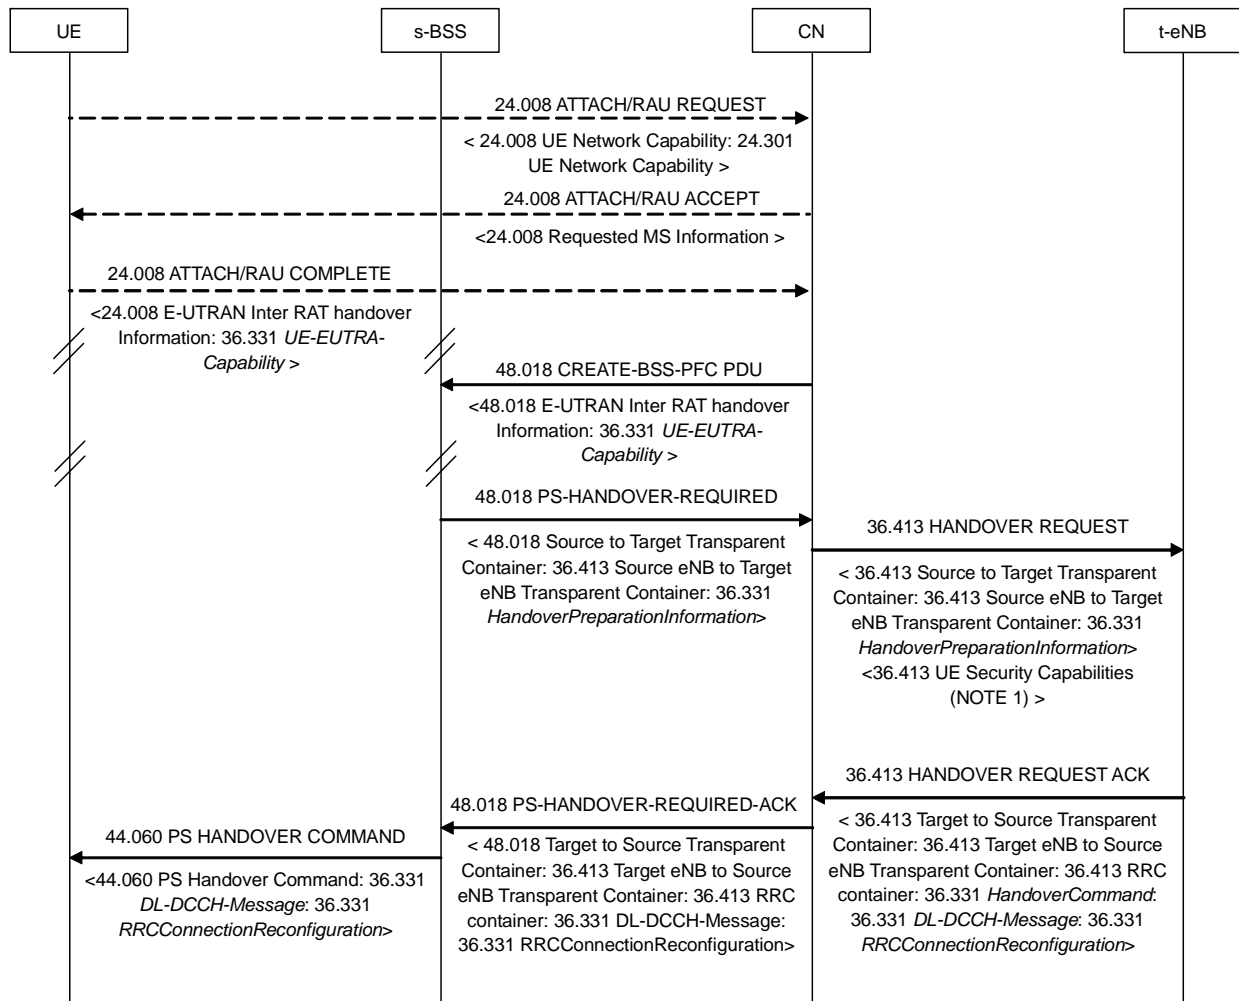 UE
s-BSS
CN
t-eNB
24.008 ATTACH/RAU REQUEST
< 24.008 UE Network Capability: 24.301
UE Network Capability >
24.008 ATTACH/RAU ACCEPT
<24.008 Requested MS Information >
24.008 ATTACH/RAU COMPLETE
<24.008 E-UTRAN Inter RAT handover
Information: 36.331 UE-EUTRA-
Capability >
48.018 CREATE-BSS-PFC PDU
<48.018 E-UTRAN Inter RAT handover
Information: 36.331 UE-EUTRA-
Capability >
48.018 PS-HANDOVER-REQUIRED
< 48.018 Source to Target Transparent
Container: 36.413 Source eNB to Target
eNB Transparent Container: 36.331
HandoverPreparationInformation>
36.413 HANDOVER REQUEST
< 36.413 Source to Target Transparent
Container: 36.413 Source eNB to Target
eNB Transparent Container: 36.331
HandoverPreparationInformation>
<36.413 UE Security Capabilities
(NOTE 1) >
36.413 HANDOVER REQUEST ACK
< 36.413 Target to Source Transparent
Container: 36.413 Target eNB to Source
eNB Transparent Container: 36.413 RRC
container: 36.331 HandoverCommand:
36.331 DL-DCCH-Message: 36.331
RRCConnectionReconfiguration>
48.018 PS-HANDOVER-REQUIRED-ACK
< 48.018 Target to Source Transparent
Container: 36.413 Target eNB to Source
eNB Transparent Container: 36.413 RRC
container: 36.331 DL-DCCH-Message:
36.331 RRCConnectionReconfiguration>
44.060 PS HANDOVER COMMAND
<44.060 PS Handover Command: 36.331
DL-DCCH-Message: 36.331
RRCConnectionReconfiguration>